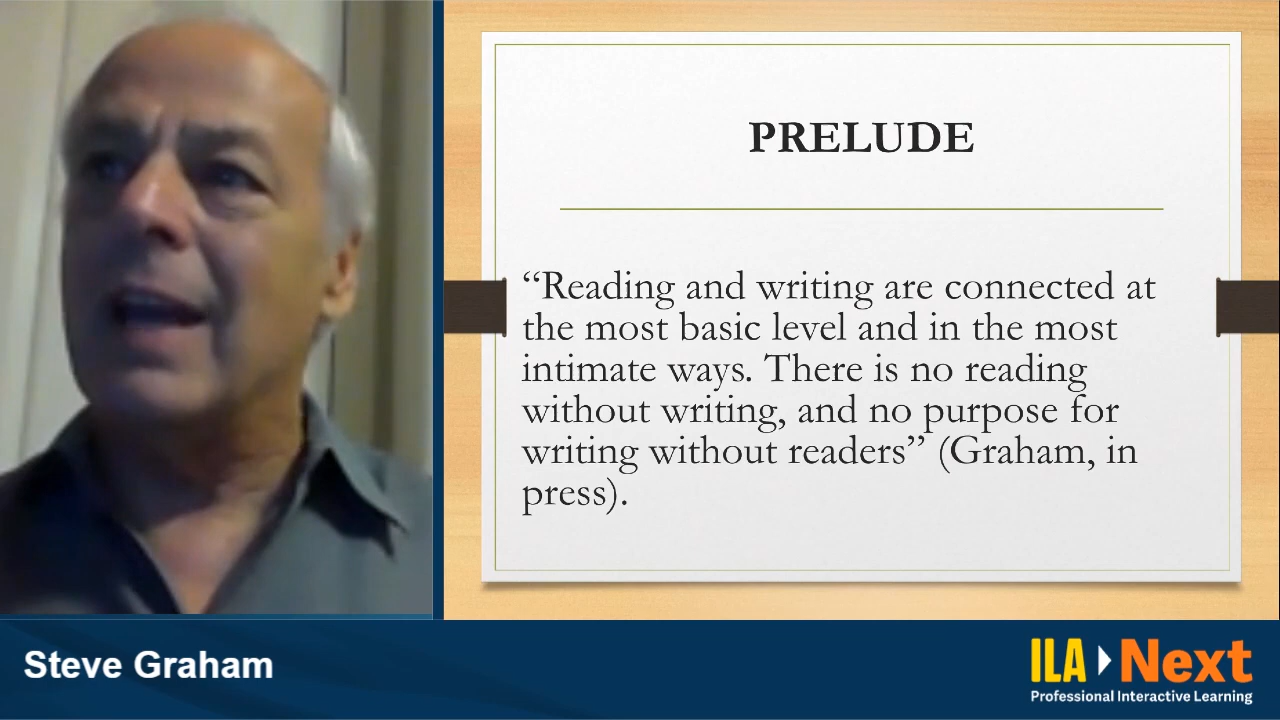 PRELUDE
“Reading and writing are connected at
the most basic level and in the most
intimate ways. There is no reading
without writing, and no purpose for
writing without readers” (Graham, in
press).
Steve Graham
ILA Next
Professional Interactive Learning